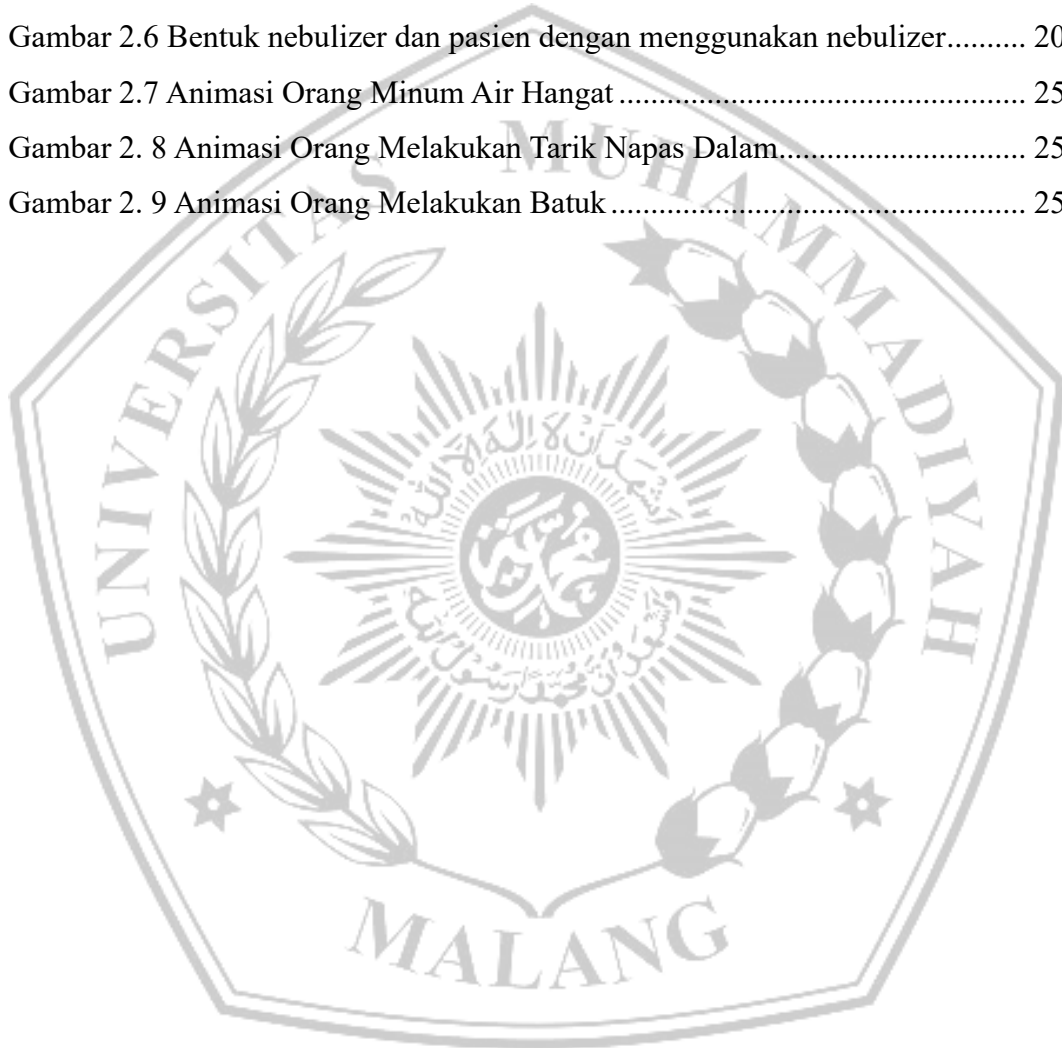 Gambar 2.6 Bentuk nebulizer dan pasien dengan menggunakan nebulizer.......... 20
Gambar 2.7 Animasi Orang Minum Air Hangat ............................................... 25
Gambar 2. 8 Animasi Orang Melakukan Tarik Napas Dalam............................ 25
Gambar 2. 9 Animasi Orang Melakukan Batuk ................................................ 25
UNIVERSITAS MUHAMMADIYAH
MALANG